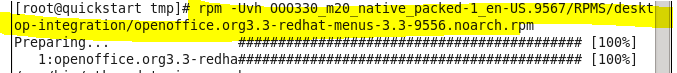 [root@quickstart tmp]# rpm -Uvh OOO330_m20_native_packed-1_en-US.9567/RPMS/deskt
op-integration/openoffice.org3.3-redhat-menus-3.3-9556.noarch.rpm
Preparing... ########################################### [100%]
1:openoffice.org3.3-redha########################################### [100%]